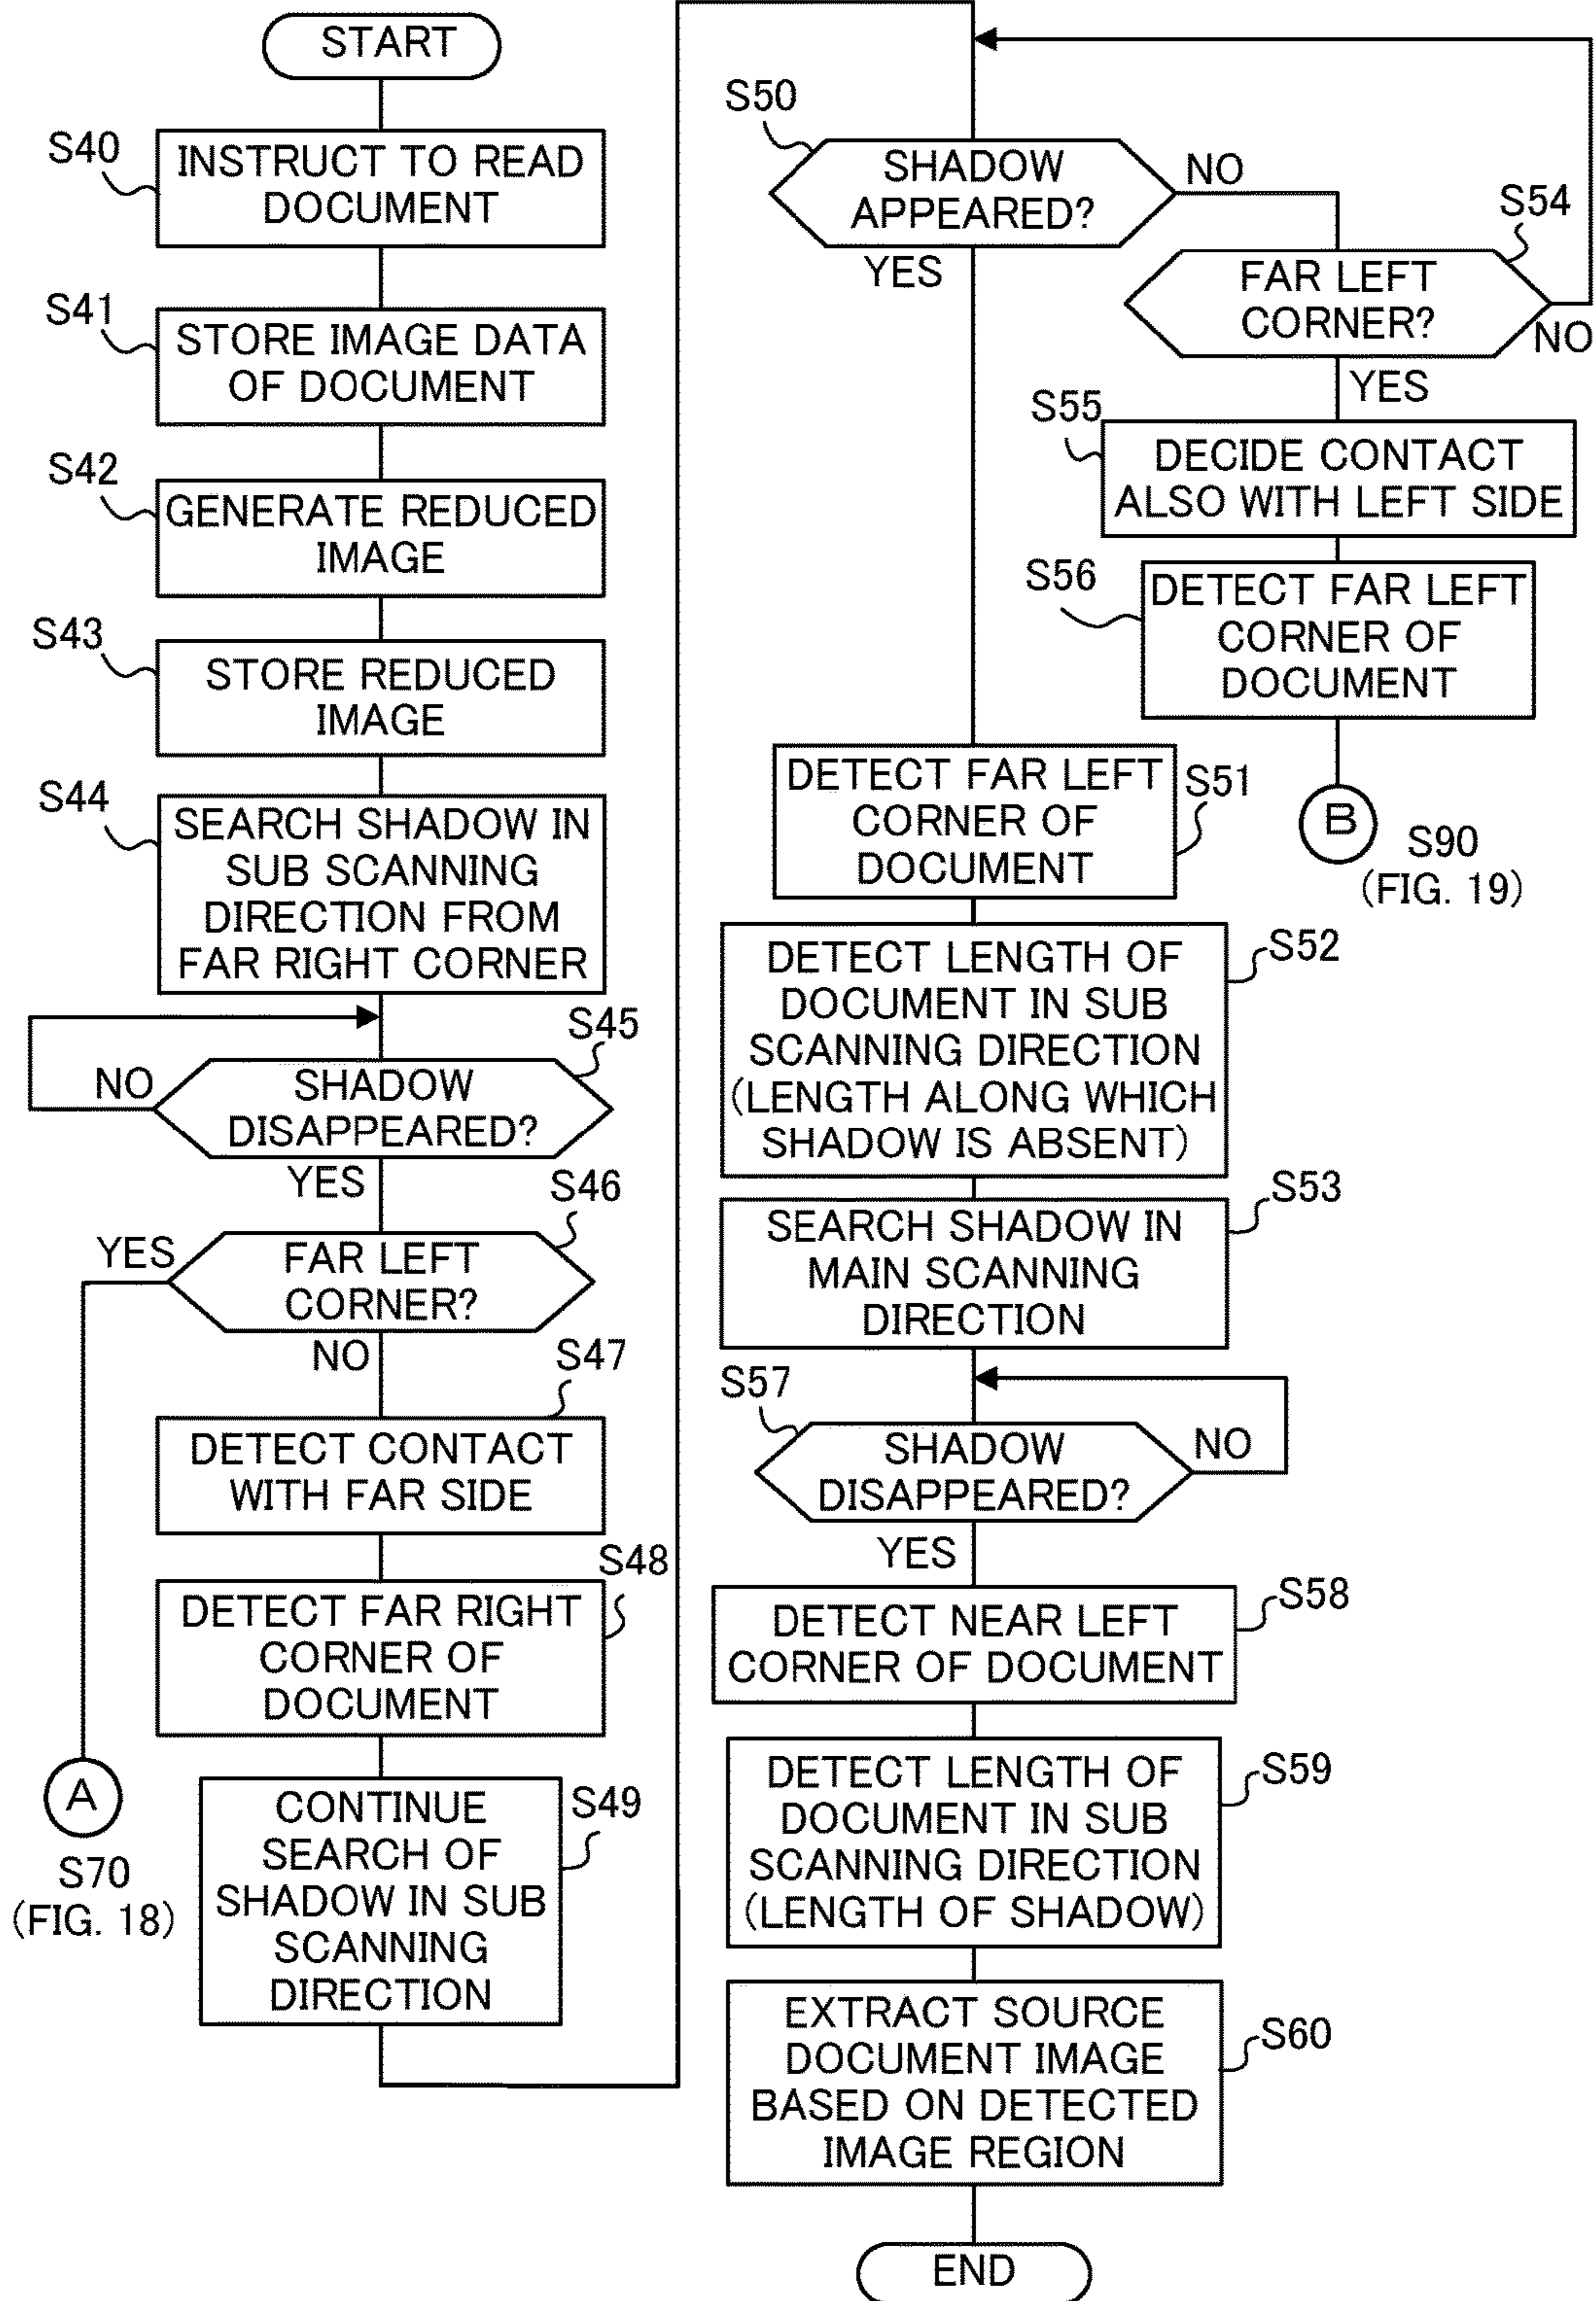 START
S40
INSTRUCT TO READ
DOCUMENT
S41
STORE IMAGE DATA
OF DOCUMENT
S42
GENERATE REDUCED
IMAGE
S43
STORE REDUCED
IMAGE
S44
SEARCH SHADOW IN
SUB SCANNING
DIRECTION FROM
FAR RIGHT CORNER
S45
NO
SHADOW
DISAPPEARED?
YES
S46
YES
FAR LEFT
CORNER?
NO
S47
DETECT CONTACT
WITH FAR SIDE
S48
DETECT FAR RIGHT
CORNER OF
DOCUMENT
A
S70
(FIG. 18)
S49
CONTINUE
SEARCH OF
SHADOW IN SUB
SCANNING
DIRECTION
S50
SHADOW
APPEARED?
NO
YES
S54
FAR LEFT
CORNER?
NO
YES
S55
DECIDE CONTACT
ALSO WITH LEFT SIDE
S56
DETECT FAR LEFT
CORNER OF
DOCUMENT
B
S90
(FIG. 19)
S51
DETECT FAR LEFT
CORNER OF
DOCUMENT
S52
DETECT LENGTH OF
DOCUMENT IN SUB
SCANNING DIRECTION
(LENGTH ALONG WHICH
SHADOW IS ABSENT)
S53
SEARCH SHADOW IN
MAIN SCANNING
DIRECTION
S57
SHADOW
DISAPPEARED?
NO
YES
S58
DETECT NEAR LEFT
CORNER OF DOCUMENT
S59
DETECT LENGTH OF
DOCUMENT IN SUB
SCANNING DIRECTION
(LENGTH OF SHADOW)
S60
EXTRACT SOURCE
DOCUMENT IMAGE
BASED ON DETECTED
IMAGE REGION
END